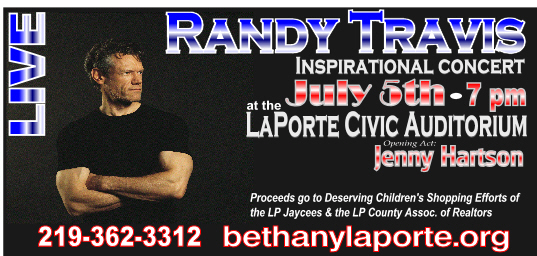 LIVE
RANDY TRAVIS
INSPIRATIONAL CONCERT
at the July 5th • 7 pm
LAPORTE CIVIC AUDITORIUM
Opening Act:
Jenny Hartson
Proceeds go to Deserving Children's Shopping Efforts of
the LP Jaycees & the LP County Assoc. of Realtors
219-362-3312 bethanylaporte.org